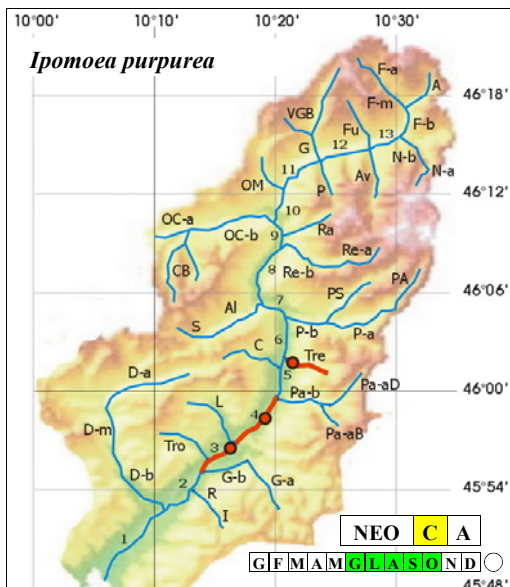 10°00' 10°10' 10°20' 10°30'
Ipomoea purpurea
F-a
A
46°18'
F-m
VGB
F-b
Fu
13
G
12
N-b
11
N-a
OM
P
Av
46°12'
10
OC-a
Ra
OC-b
9
Re-a
CB
8
Re-b
PA
46°06'
PS
7
Al
S
P-b
P-a
6
C
Tre
D-a
5
46°00'
Pa-b
Pa-aD
L
4
D-m
Pa-aB
Tro
3
D-b
G-b
G-a
45°54'
2
R
I
1
NEO C A
G F M A M G L A S O N D
45°48'